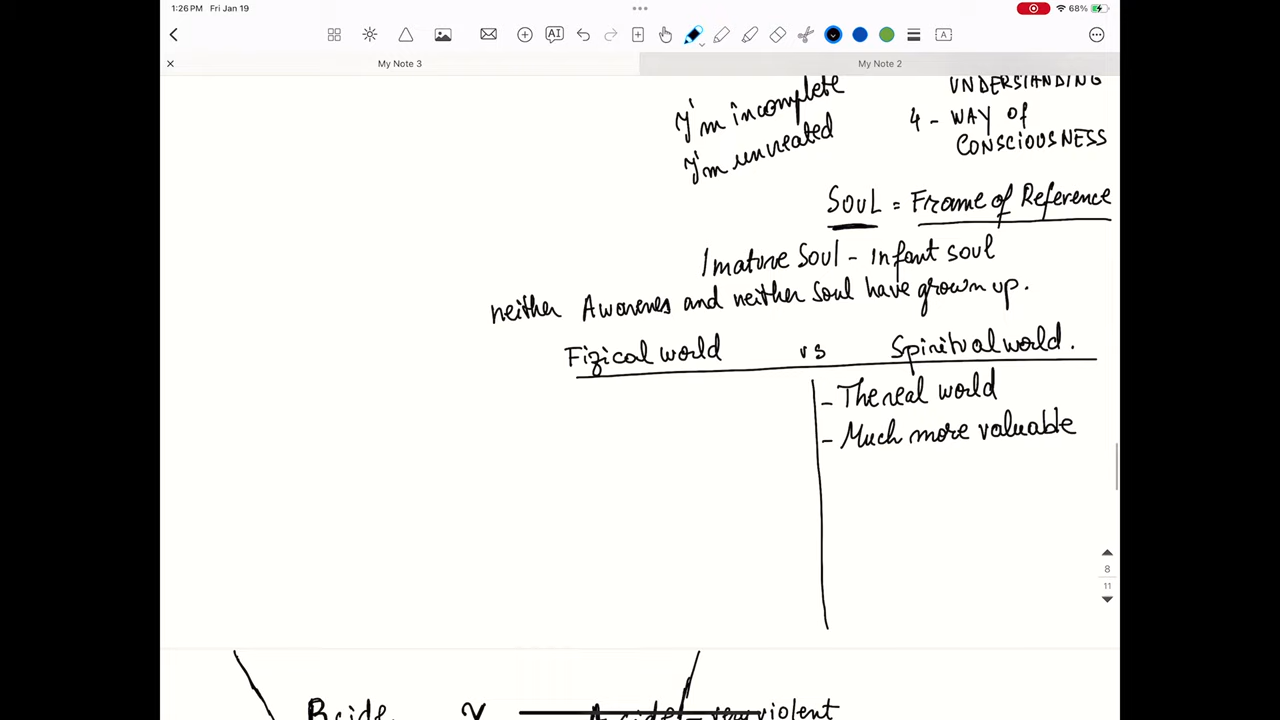 1:26 PM Fri Jan 19
68%
AI
My Note 3
My Note 2
I'm incomplete
I'm uncreated
UNDERSTANDING
4 - WAY of
CONSCIOUSNESS
SOUL = Frame of Reference
Imature Soul - Infant soul
neither Awarenes and neither Soul have grown up.
Fizical world vs Spiritual world.
- The real world
- Much more valuable
8
11
violent